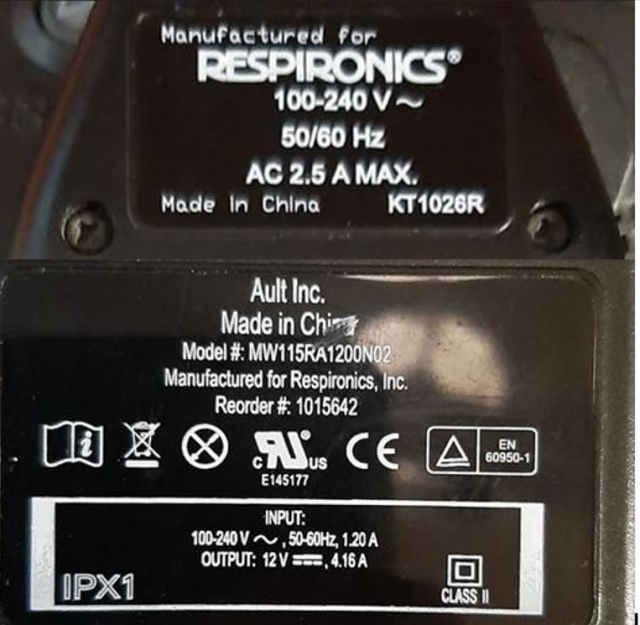 Manufactured for
RESPIRONICS®
100-240 V ~
50/60 Hz
AC 2.5 A MAX.
Made in China KT1026R
Ault Inc.
Made in China
Model #: MW115RA1200N02
Manufactured for Respironics, Inc.
Reorder #: 1015642
i
c RU® US CE EN
60950-1
E145177
INPUT:
100-240 V ~ , 50-60Hz, 1.20 A
OUTPUT: 12 V ⎓, 4.16 A
IPX1
CLASS II